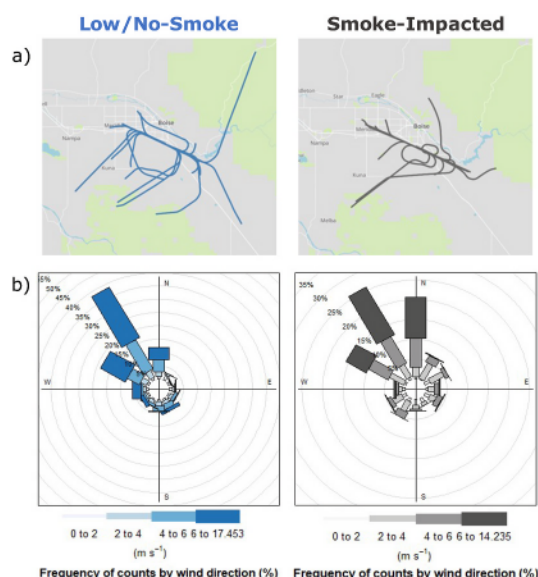 Low/No-Smoke
Smoke-Impacted
a)
Boise
Nampa
Kuna
Star
Eagle
Boise
Nampa
Kuna
Melba
b)
N
50%
45%
40%
35%
30%
25%
20%
15%
W
E
S
N
35%
30%
25%
20%
15%
W
E
S
0 to 2
2 to 4
4 to 6
6 to 17.453
(m s⁻¹)
0 to 2
2 to 4
4 to 6
6 to 14.235
(m s⁻¹)
Frequency of counts by wind direction (%)
Frequency of counts by wind direction (%)